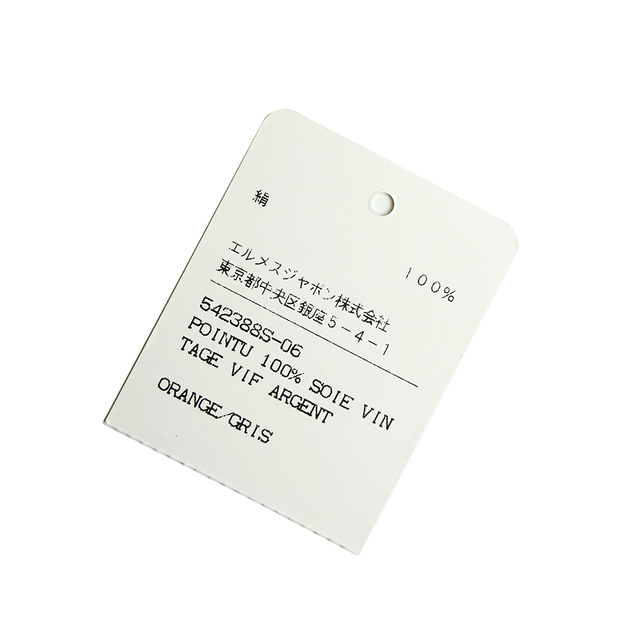 絹 100%
エルメスジャポン株式会社
東京都中央区銀座5-4-1
542388S-06
POINTU 100% SOIE VIN
TAGE VIF ARGENT
ORANGE/GRIS